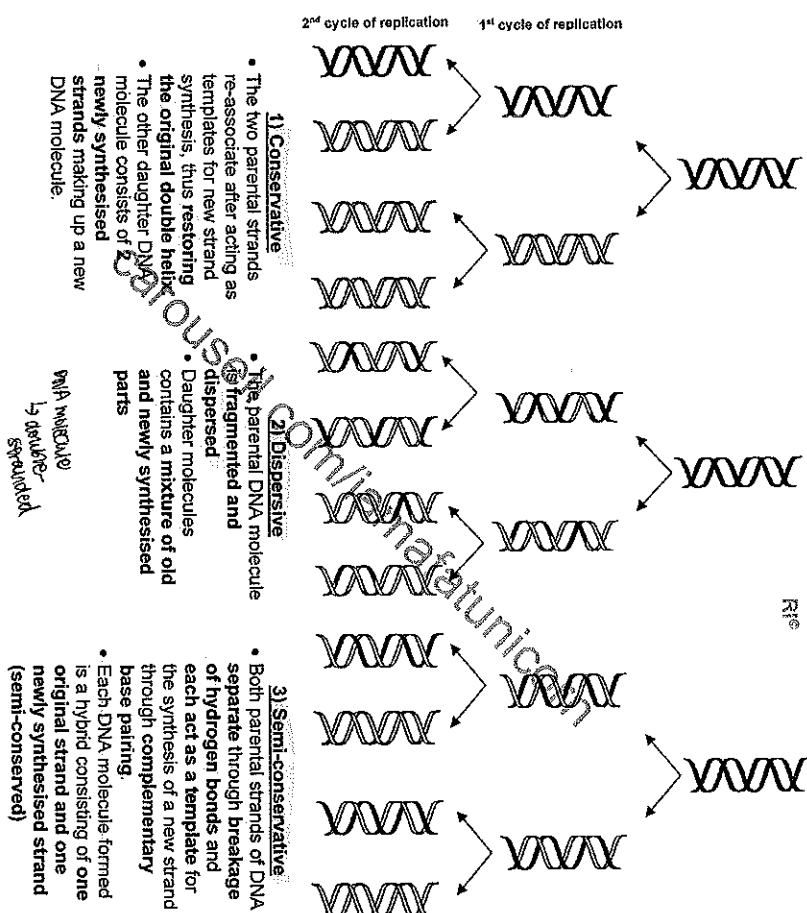 RI©
1st cycle of replication
2nd cycle of replication
1) Conservative
• The two parental strands
re-associate after acting as
templates for new strand
synthesis, thus restoring
the original double helix
• The other daughter DNA
molecule consists of 2
newly synthesised
strands making up a new
DNA molecule.
2) Dispersive
• The parental DNA molecule
is fragmented and
dispersed
• Daughter molecules
contains a mixture of old
and newly synthesised
parts
DNA molecule
↳ double-
stranded
3) Semi-conservative
• Both parental strands of DNA
separate through breakage
of hydrogen bonds and
each act as a template for
the synthesis of a new strand
through complementary
base pairing.
• Each DNA molecule formed
is a hybrid consisting of one
original strand and one
newly synthesised strand
(semi-conserved)